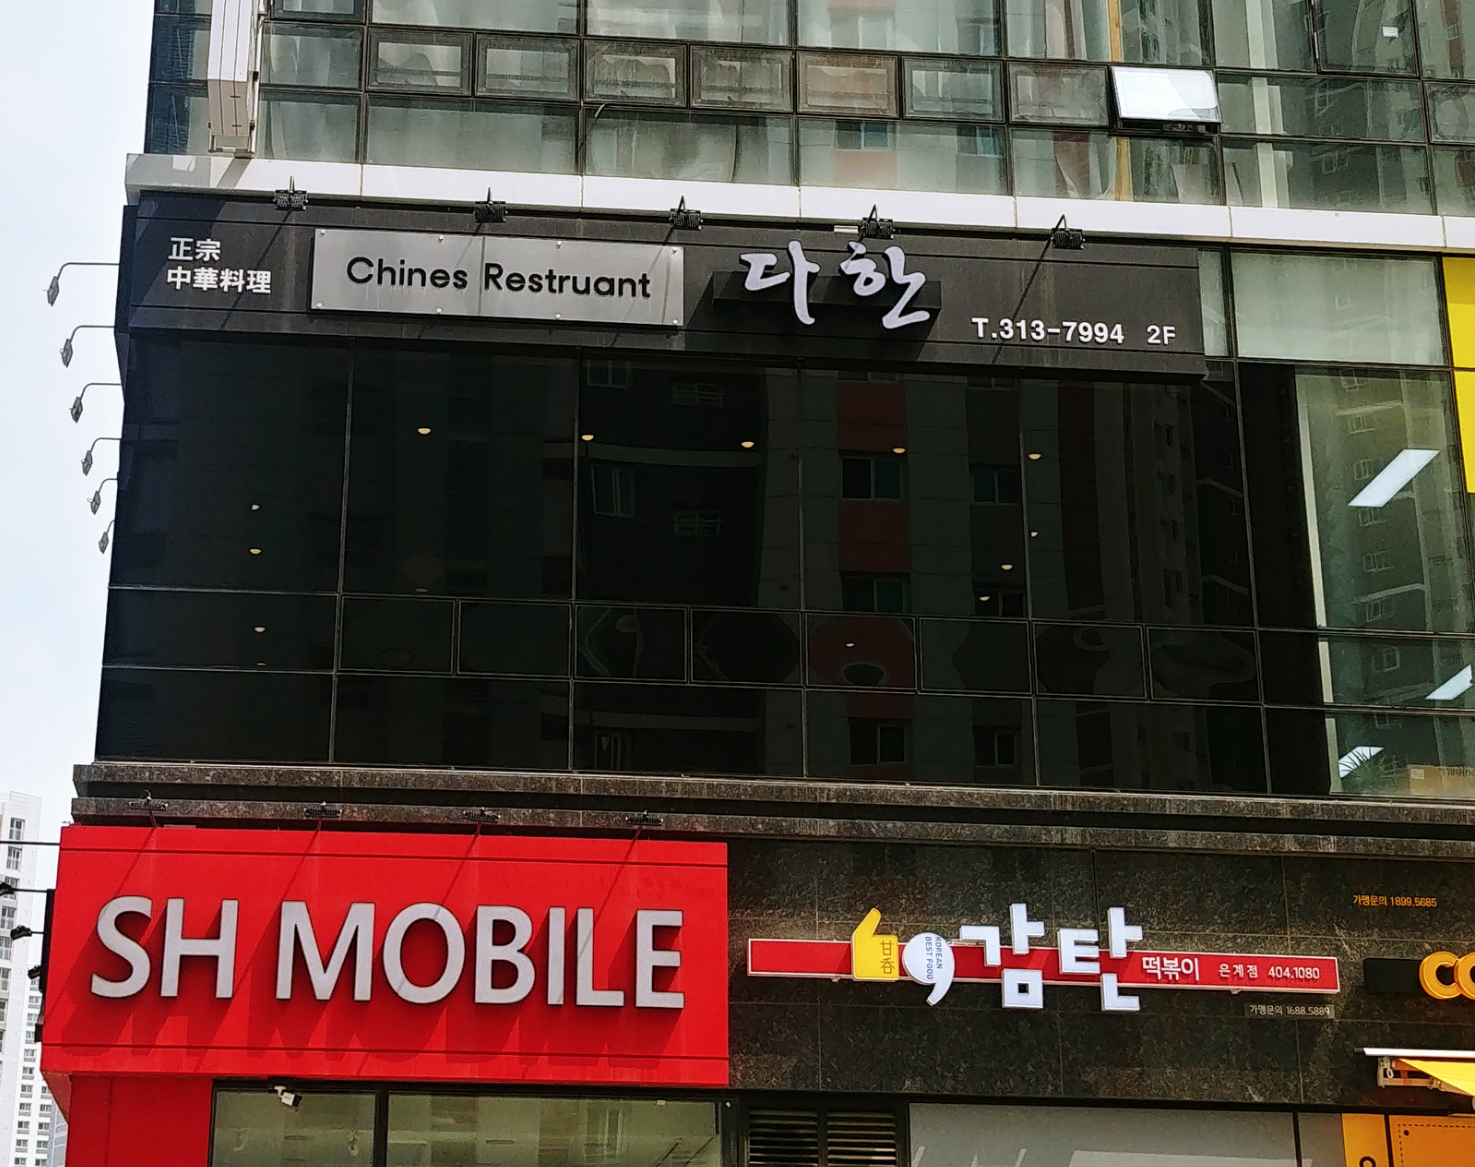 正宗
中華料理
Chines Restruant
다한
T.313-7994 2F
SH MOBILE
가맹문의 1899.5685
甘呑
KOREAN
BEST FOOD
감탄
떡볶이 은계점 404.1080
가맹문의 1688.5889